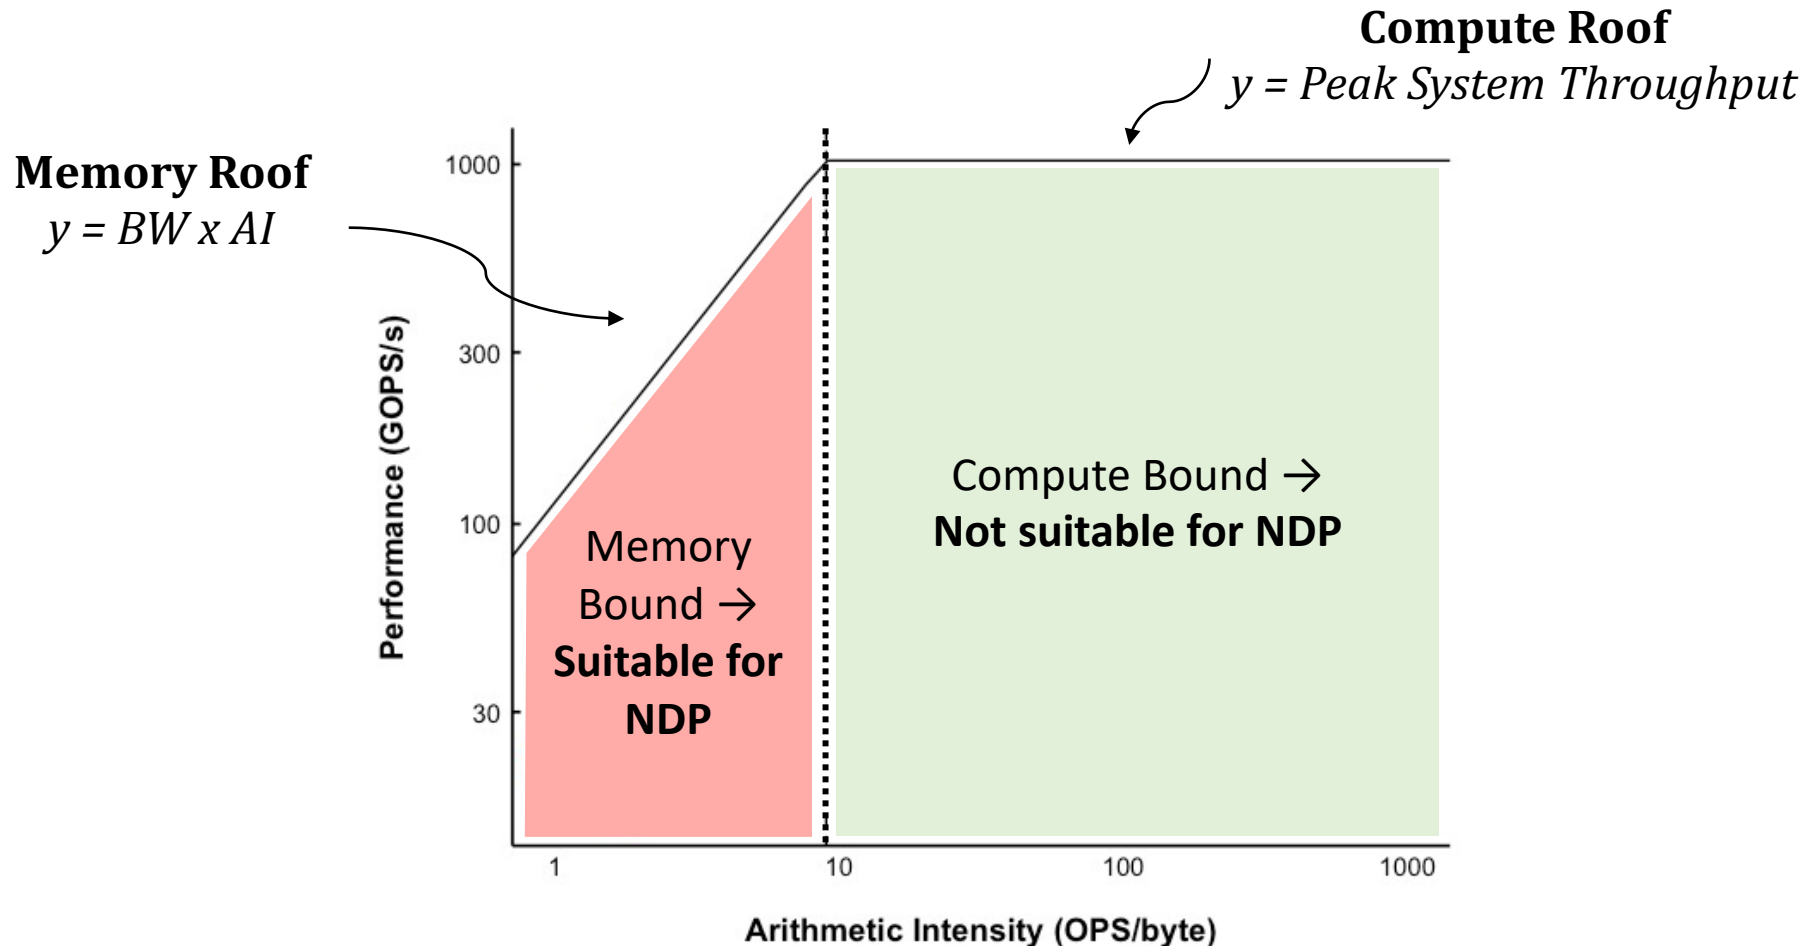 Compute Roof
y = Peak System Throughput
Memory Roof
y = BW x AI
Performance (GOPS/s)
1000
300
100
30
Memory
Bound →
Suitable for
NDP
Compute Bound →
Not suitable for NDP
1
10
100
1000
Arithmetic Intensity (OPS/byte)